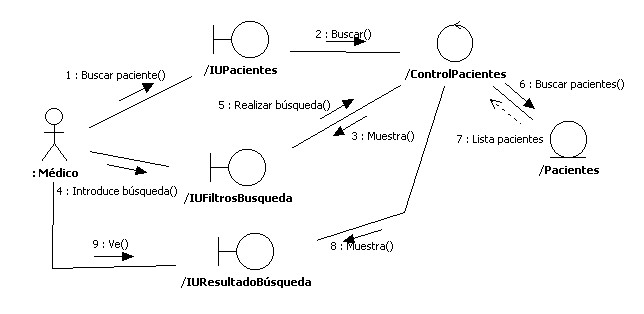 2 : Buscar()
/IUPacientes
/ControlPacientes
1 : Buscar paciente()
6 : Buscar pacientes()
5 : Realizar búsqueda()
3 : Muestra()
7 : Lista pacientes
/Pacientes
: Médico
4 : Introduce búsqueda()
/IUFiltrosBusqueda
9 : Ve()
8 : Muestra()
/IUResultadoBúsqueda